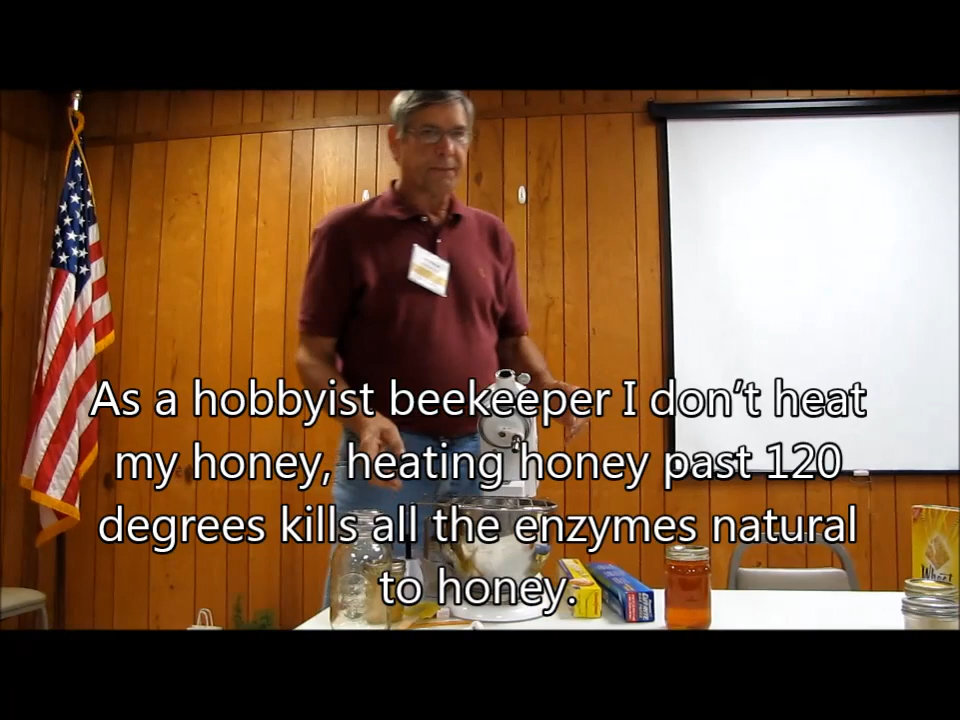 As a hobbyist beekeeper I don't heat
my honey, heating honey past 120
degrees kills all the enzymes natural
to honey.